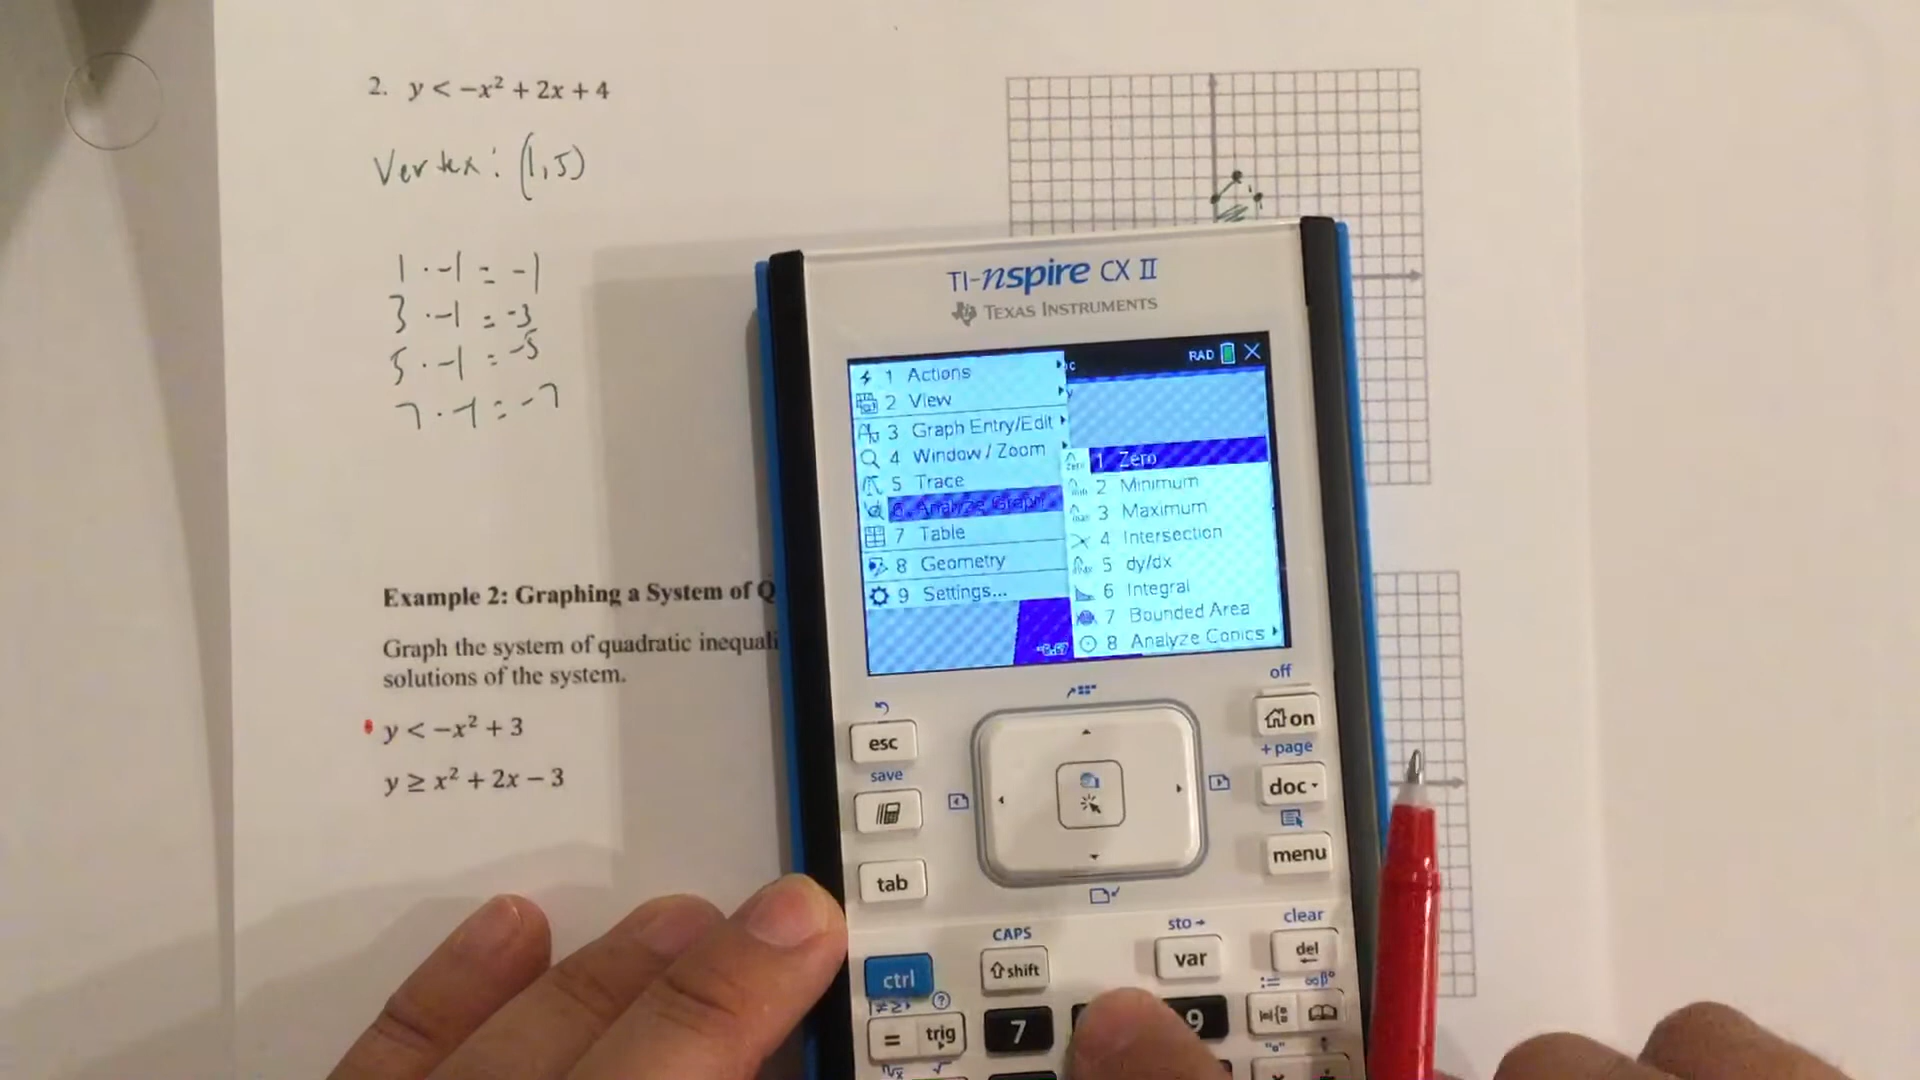 2. y < −x² + 2x + 4
Vertex: (1,5)
1 · -1 = -1
3 · -1 = -3
5 · -1 = -5
7 · -1 = -7
Example 2: Graphing a System of Q
Graph the system of quadratic inequali
solutions of the system.
y < −x² + 3
y ≥ x² + 2x − 3
TI-nspire CX II
TEXAS INSTRUMENTS
RAD
1 Actions
2 View
3 Graph Entry/Edit
4 Window / Zoom
5 Trace
6 Analyze Graph
7 Table
8 Geometry
9 Settings...
y
1 Zero
2 Minimum
3 Maximum
4 Intersection
5 dy/dx
6 Integral
7 Bounded Area
8 Analyze Conics
-6.67
off
esc
on
save
+ page
doc
tab
menu
CAPS
sto→
clear
ctrl
shift
var
del
= trig
7
9